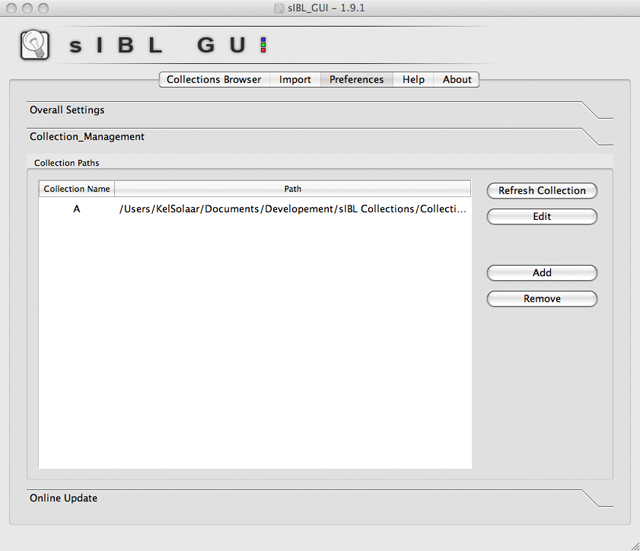 sIBL_GUI – 1.9.1
sIBL GUI
Collections Browser Import Preferences Help About
Overall Settings
Collection_Management
Collection Paths
Collection Name Path
A /Users/KelSolaar/Documents/Developement/sIBL Collections/Collecti...
Refresh Collection
Edit
Add
Remove
Online Update